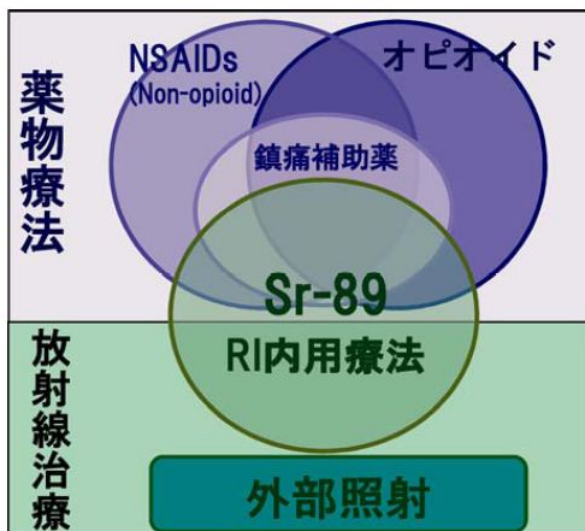 薬物療法
NSAIDs
(Non-opioid)
オピオイド
鎮痛補助薬
Sr-89
RI内用療法
放射線治療
外部照射